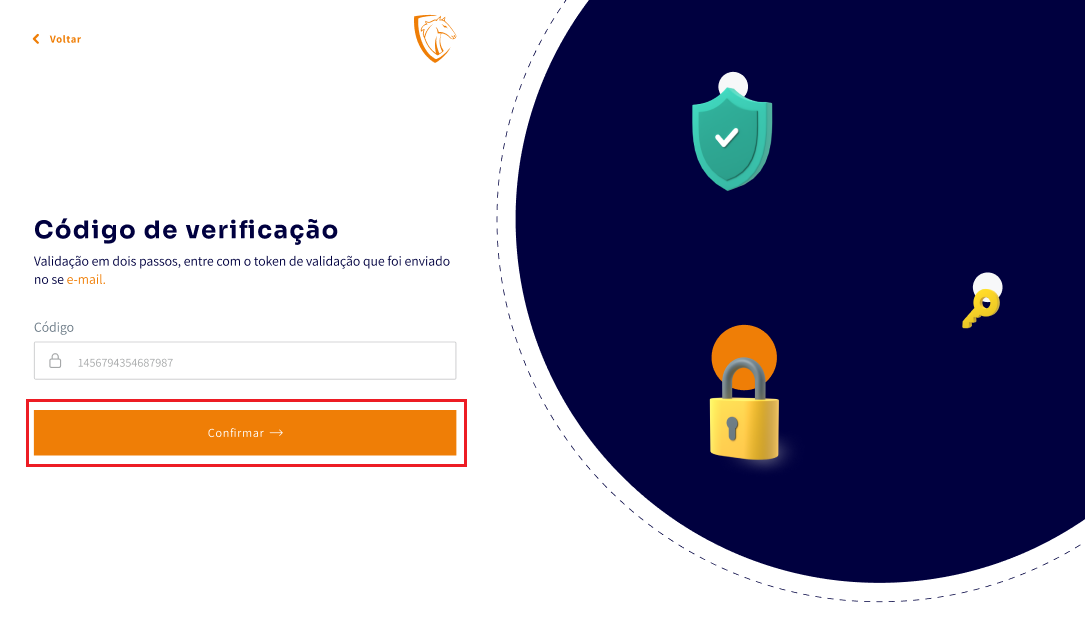 Voltar
Código de verificação
Validação em dois passos, entre com o token de validação que foi enviado
no se e-mail.
Código
1456794354687987
Confirmar →